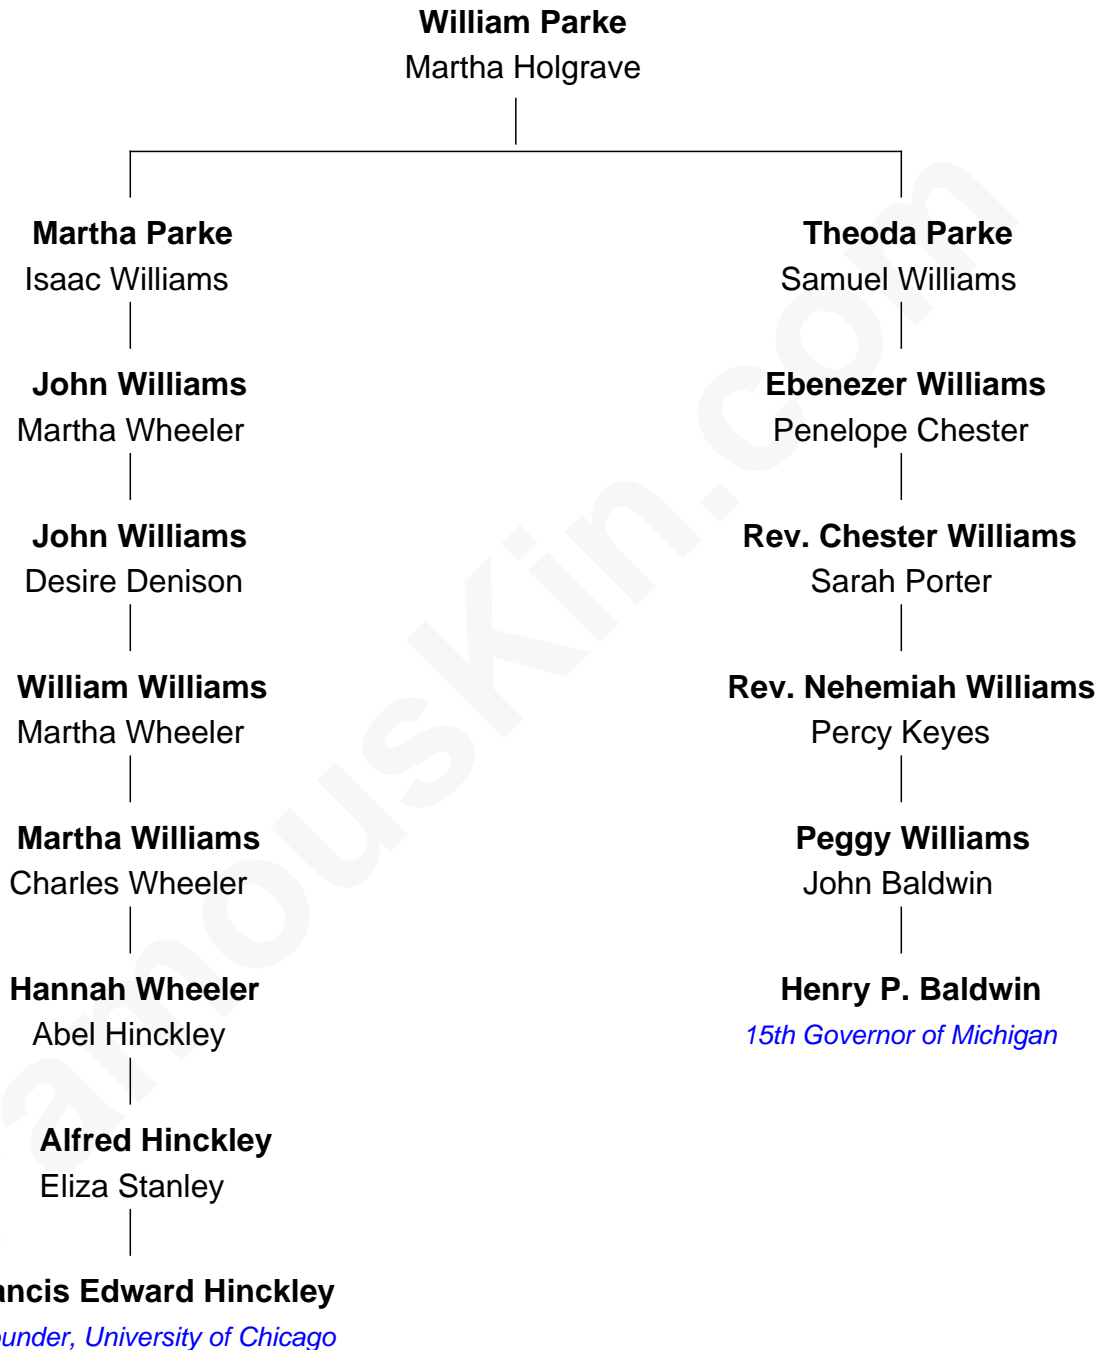 William Parke
Martha Holgrave
Martha Parke
Isaac Williams
Theoda Parke
Samuel Williams
John Williams
Martha Wheeler
Ebenezer Williams
Penelope Chester
John Williams
Desire Denison
Rev. Chester Williams
Sarah Porter
William Williams
Martha Wheeler
Rev. Nehemiah Williams
Percy Keyes
Martha Williams
Charles Wheeler
Peggy Williams
John Baldwin
Hannah Wheeler
Abel Hinckley
Henry P. Baldwin
15th Governor of Michigan
Alfred Hinckley
Eliza Stanley
ancis Edward Hinckley
ounder, University of Chicago
amousKin.com